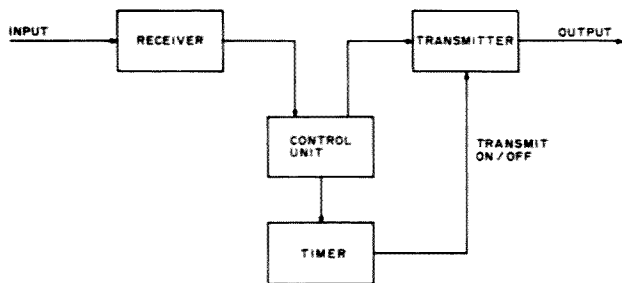 INPUT
RECEIVER
TRANSMITTER
OUTPUT
CONTROL
UNIT
TRANSMIT
ON/OFF
TIMER